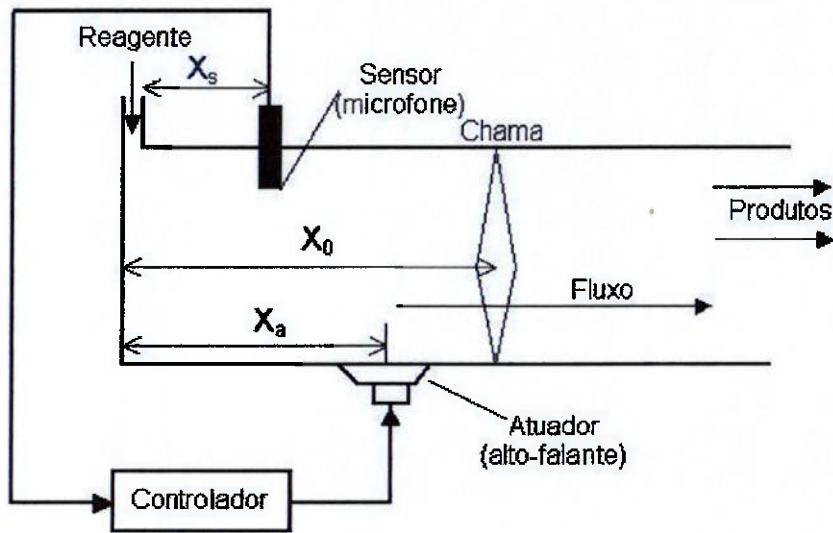 Reagente
Xs
Sensor
(microfone)
Chama
Produtos
X0
Fluxo
Xa
Atuador
(alto-falante)
Controlador